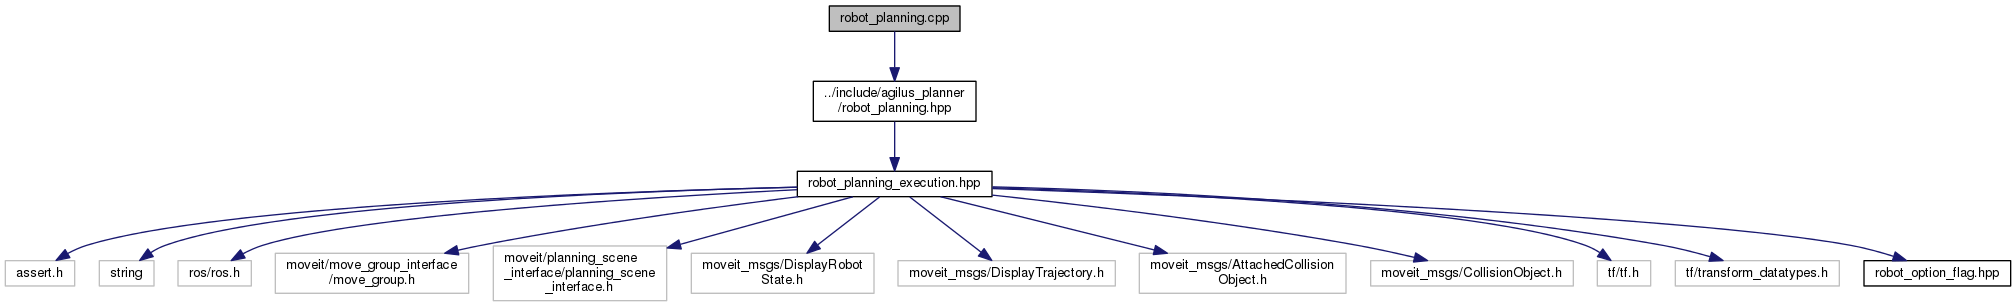 robot_planning.cpp
../include/agilus_planner
/robot_planning.hpp
robot_planning_execution.hpp
assert.h
string
ros/ros.h
moveit/move_group_interface
/move_group.h
moveit/planning_scene
_interface/planning_scene
_interface.h
moveit_msgs/DisplayRobot
State.h
moveit_msgs/DisplayTrajectory.h
moveit_msgs/AttachedCollision
Object.h
moveit_msgs/CollisionObject.h
tf/tf.h
tf/transform_datatypes.h
robot_option_flag.hpp